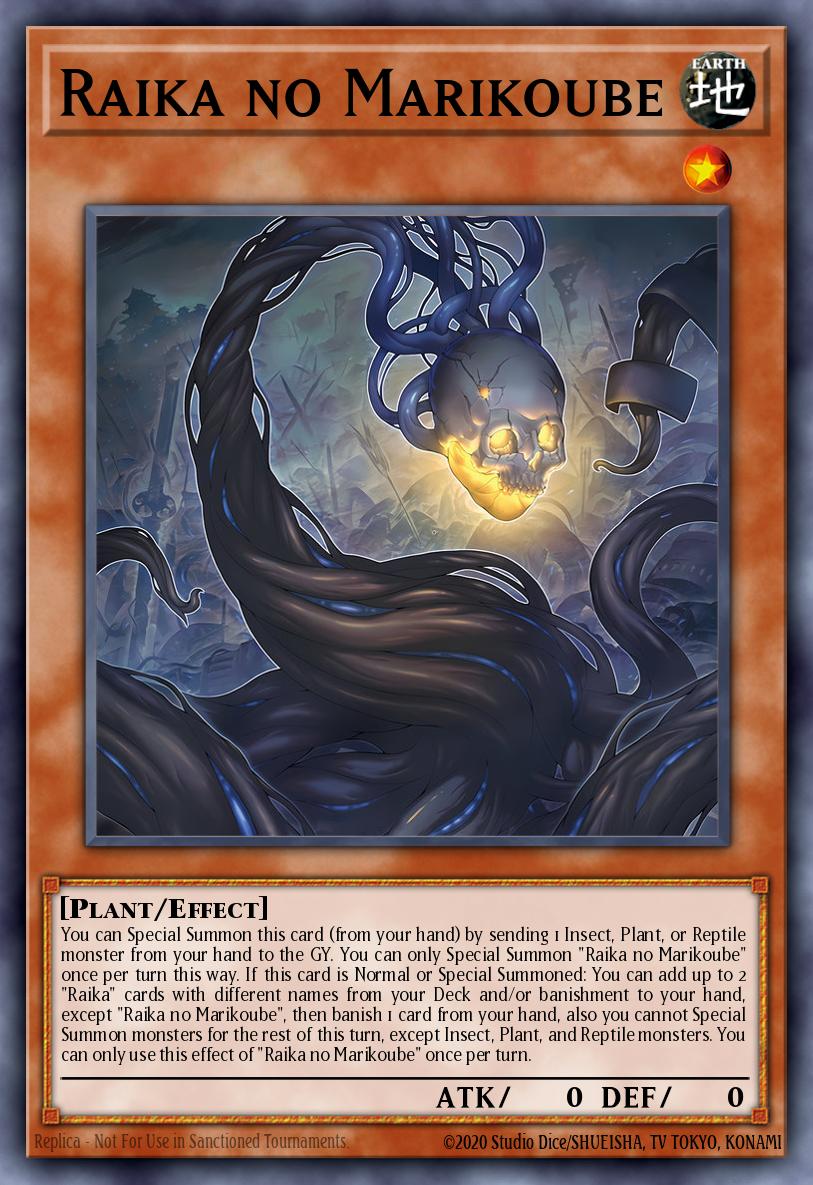 Raika no Marikoube
EARTH
地
[Plant/Effect]
You can Special Summon this card (from your hand) by sending 1 Insect, Plant, or Reptile
monster from your hand to the GY. You can only Special Summon "Raika no Marikoube"
once per turn this way. If this card is Normal or Special Summoned: You can add up to 2
"Raika" cards with different names from your Deck and/or banishment to your hand,
except "Raika no Marikoube", then banish 1 card from your hand, also you cannot Special
Summon monsters for the rest of this turn, except Insect, Plant, and Reptile monsters. You
can only use this effect of "Raika no Marikoube" once per turn.
ATK/ 0 DEF/ 0
Replica - Not For Use in Sanctioned Tournaments.
©2020 Studio Dice/SHUEISHA, TV TOKYO, KONAMI